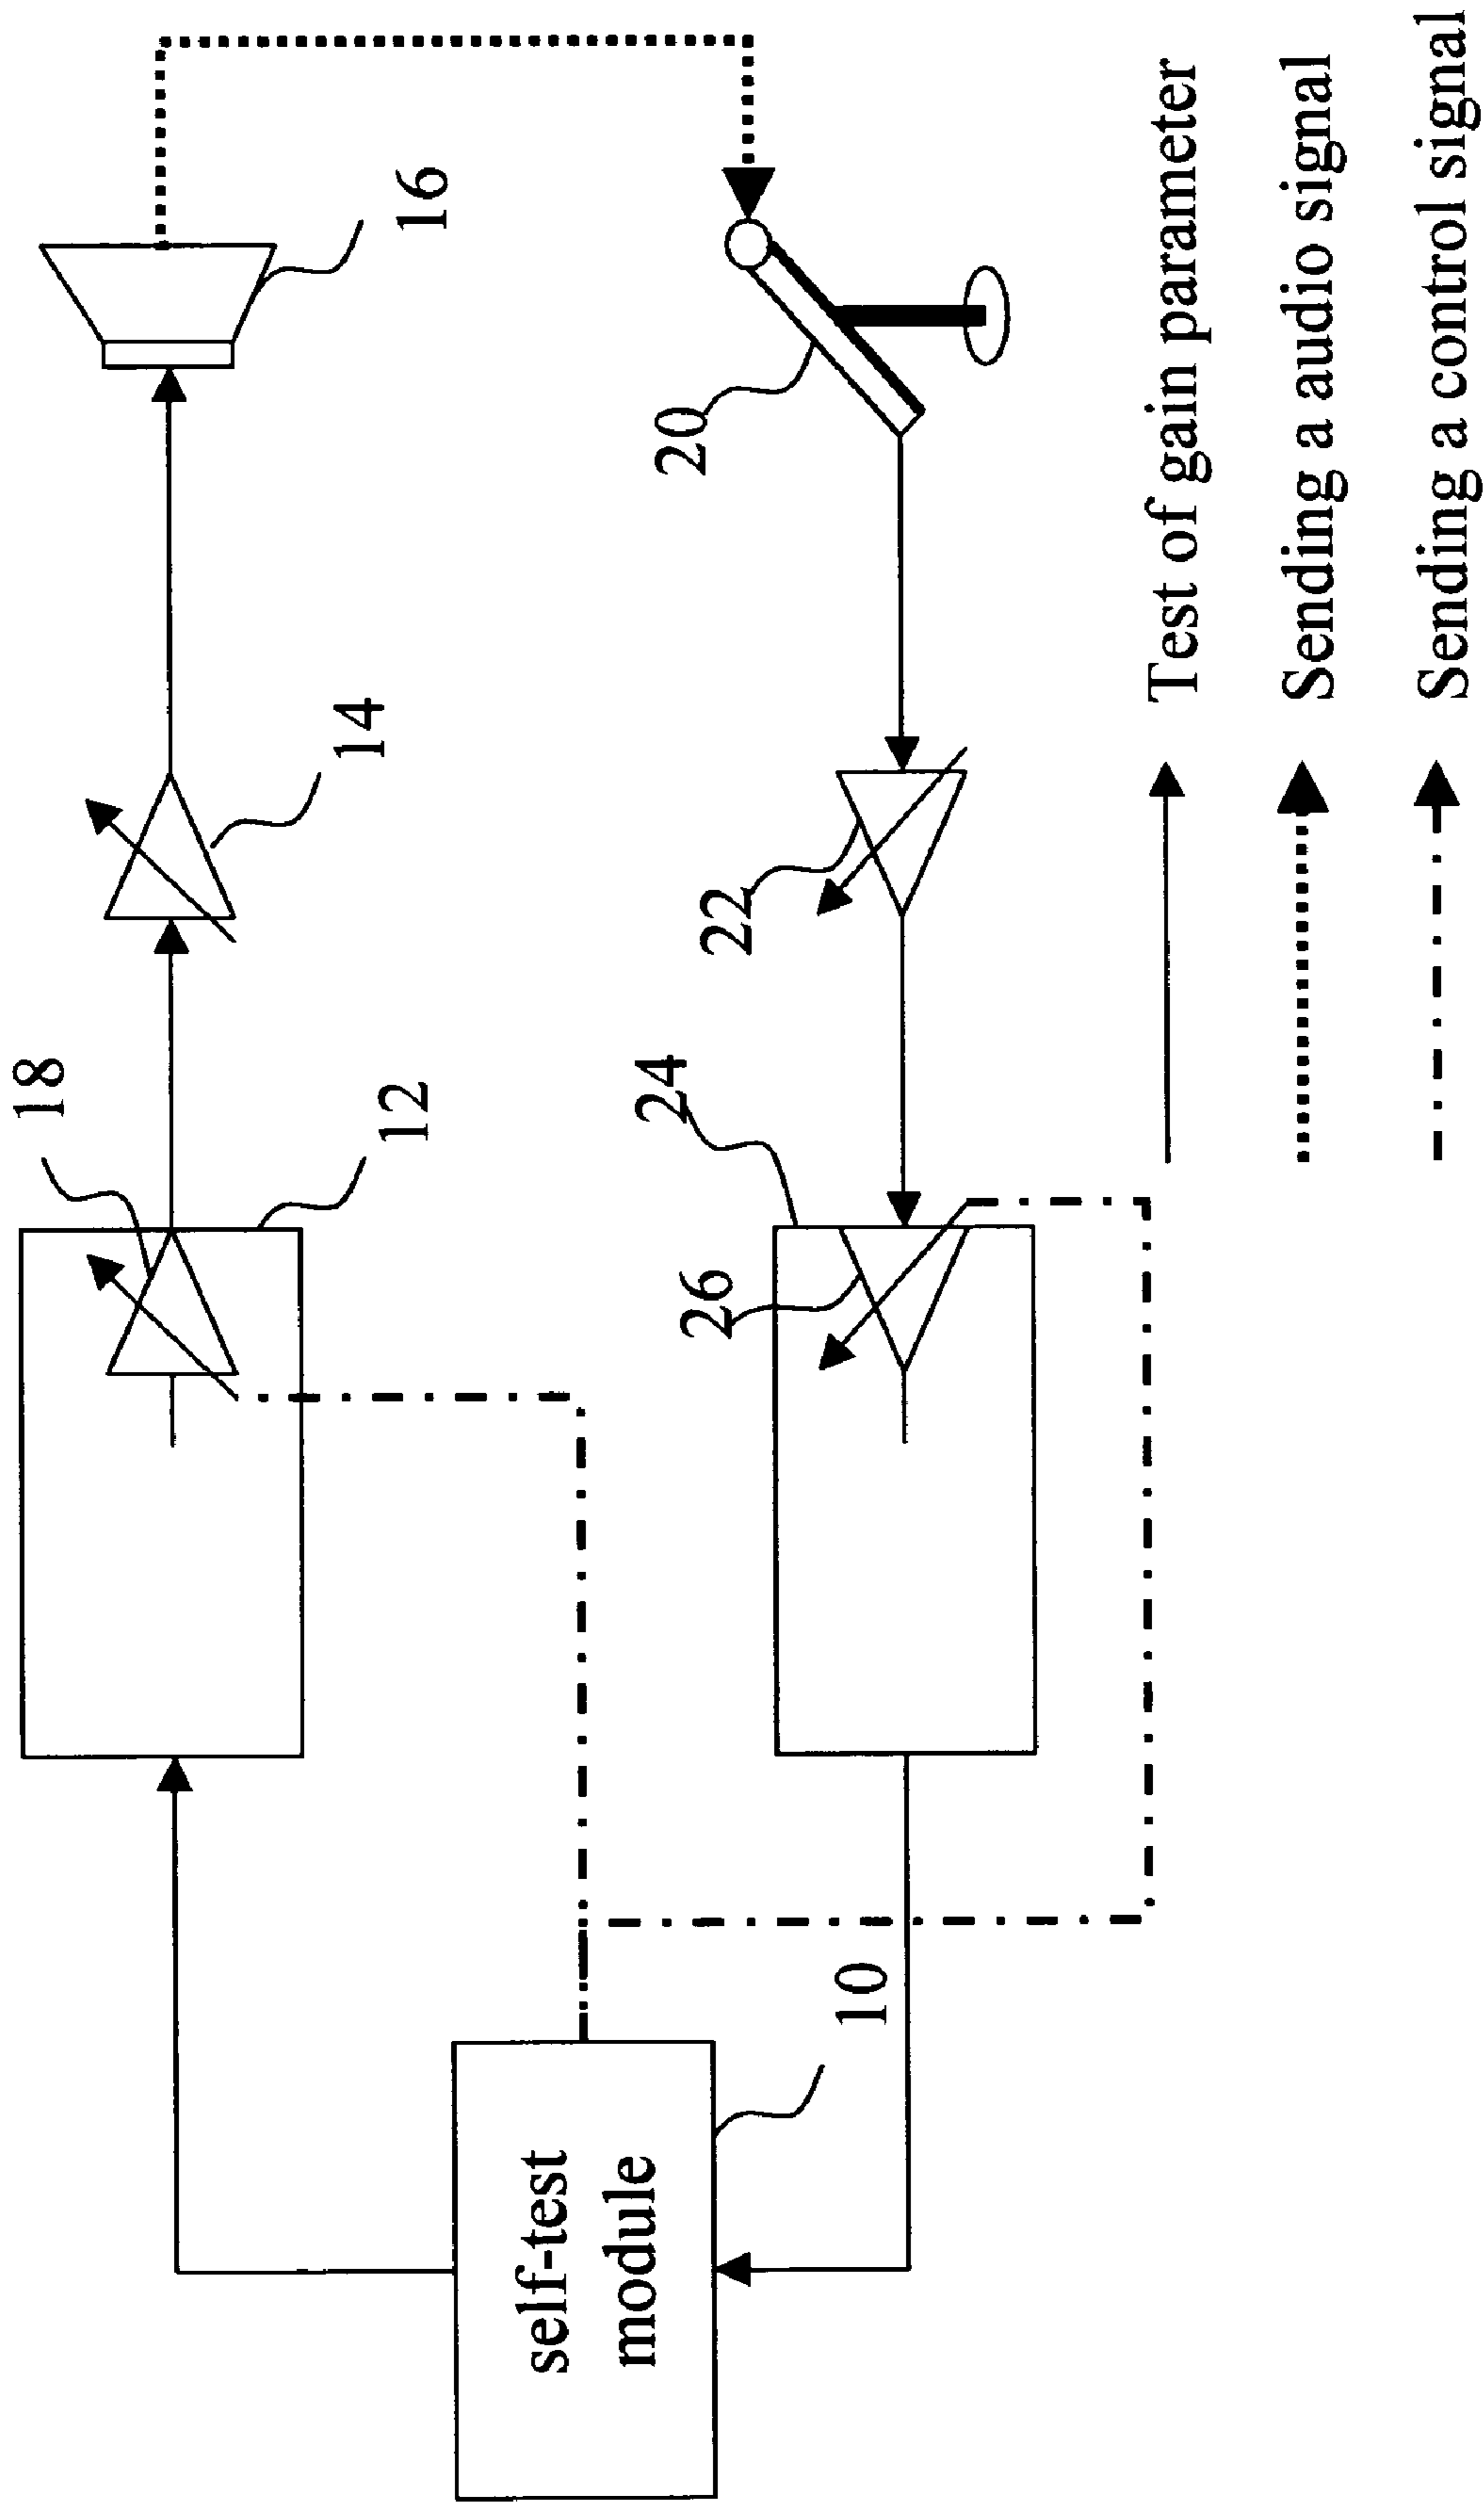 18
12
14
16
self-test
module
10
24
26
22
20
Test of gain parameter
Sending a audio signal
Sending a control signal